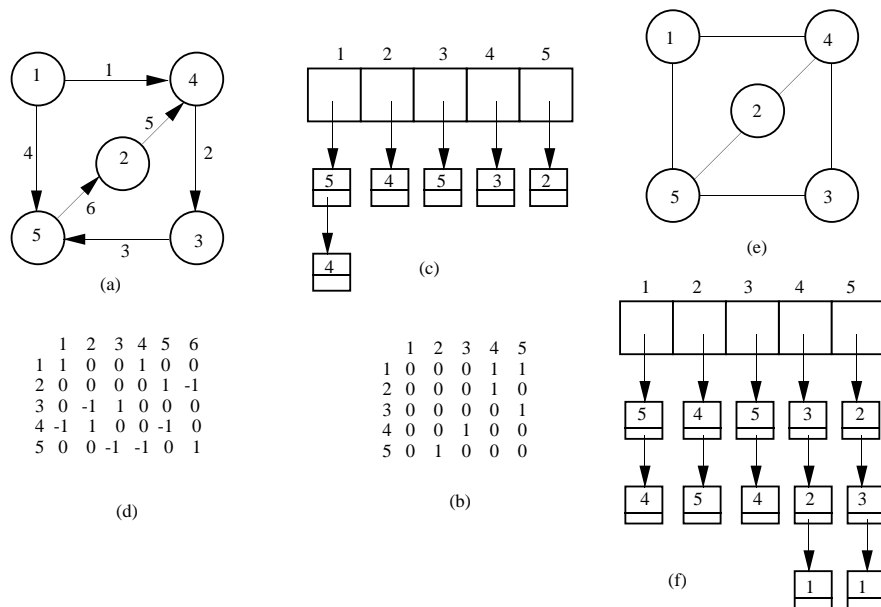 1
1
4
4
5
2
2
6
5
3
3
(a)
1 2 3 4 5
5 4 5 3 2
4
(c)
1
4
2
5
3
(e)
1 2 3 4 5 6
1 1 0 0 1 0 0
2 0 0 0 0 1 -1
3 0 -1 1 0 0 0
4 -1 1 0 0 -1 0
5 0 0 -1 -1 0 1
(d)
1 2 3 4 5
1 0 0 0 1 1
2 0 0 0 1 0
3 0 0 0 0 1
4 0 0 1 0 0
5 0 1 0 0 0
(b)
1 2 3 4 5
5 4 5 3 2
4 5 4 2 3
1 1
(f)